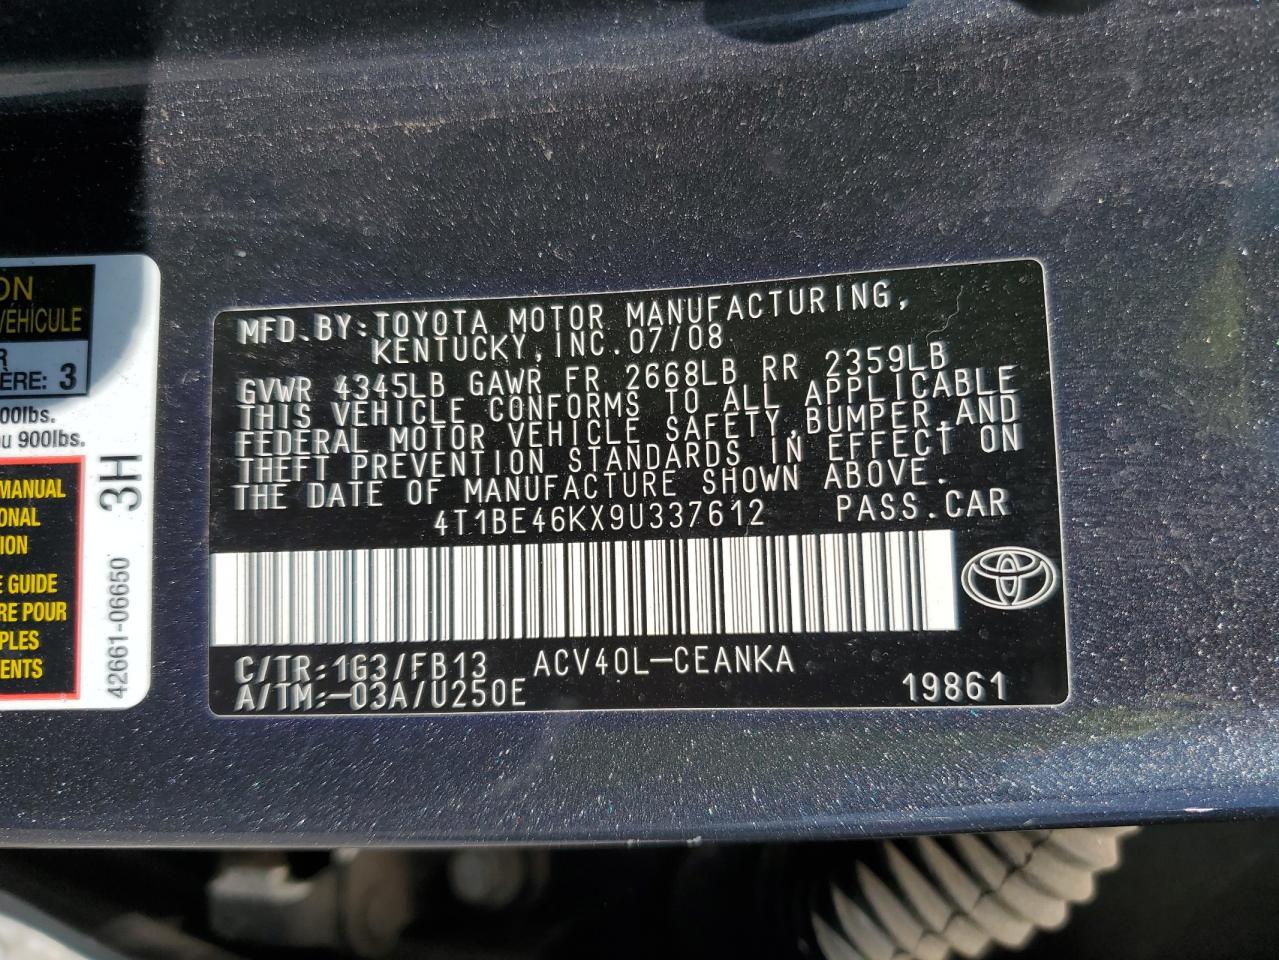 ON
VÉHICULE
R
ÈRE: 3
00lbs.
u 900lbs.
MANUAL
ONAL
ION
E GUIDE
RE POUR
PLES
ENTS
3H
42661-06650
MFD.BY:TOYOTA MOTOR MANUFACTURING,
KENTUCKY,INC.07/08
GVWR 4345LB GAWR FR 2668LB RR 2359LB
THIS VEHICLE CONFORMS TO ALL APPLICABLE
FEDERAL MOTOR VEHICLE SAFETY,BUMPER,AND
THEFT PREVENTION STANDARDS IN EFFECT ON
THE DATE OF MANUFACTURE SHOWN ABOVE.
4T1BE46KX9U337612 PASS.CAR
C/TR:1G3/FB13 ACV40L-CEANKA
A/TM:-03A/U250E 19861